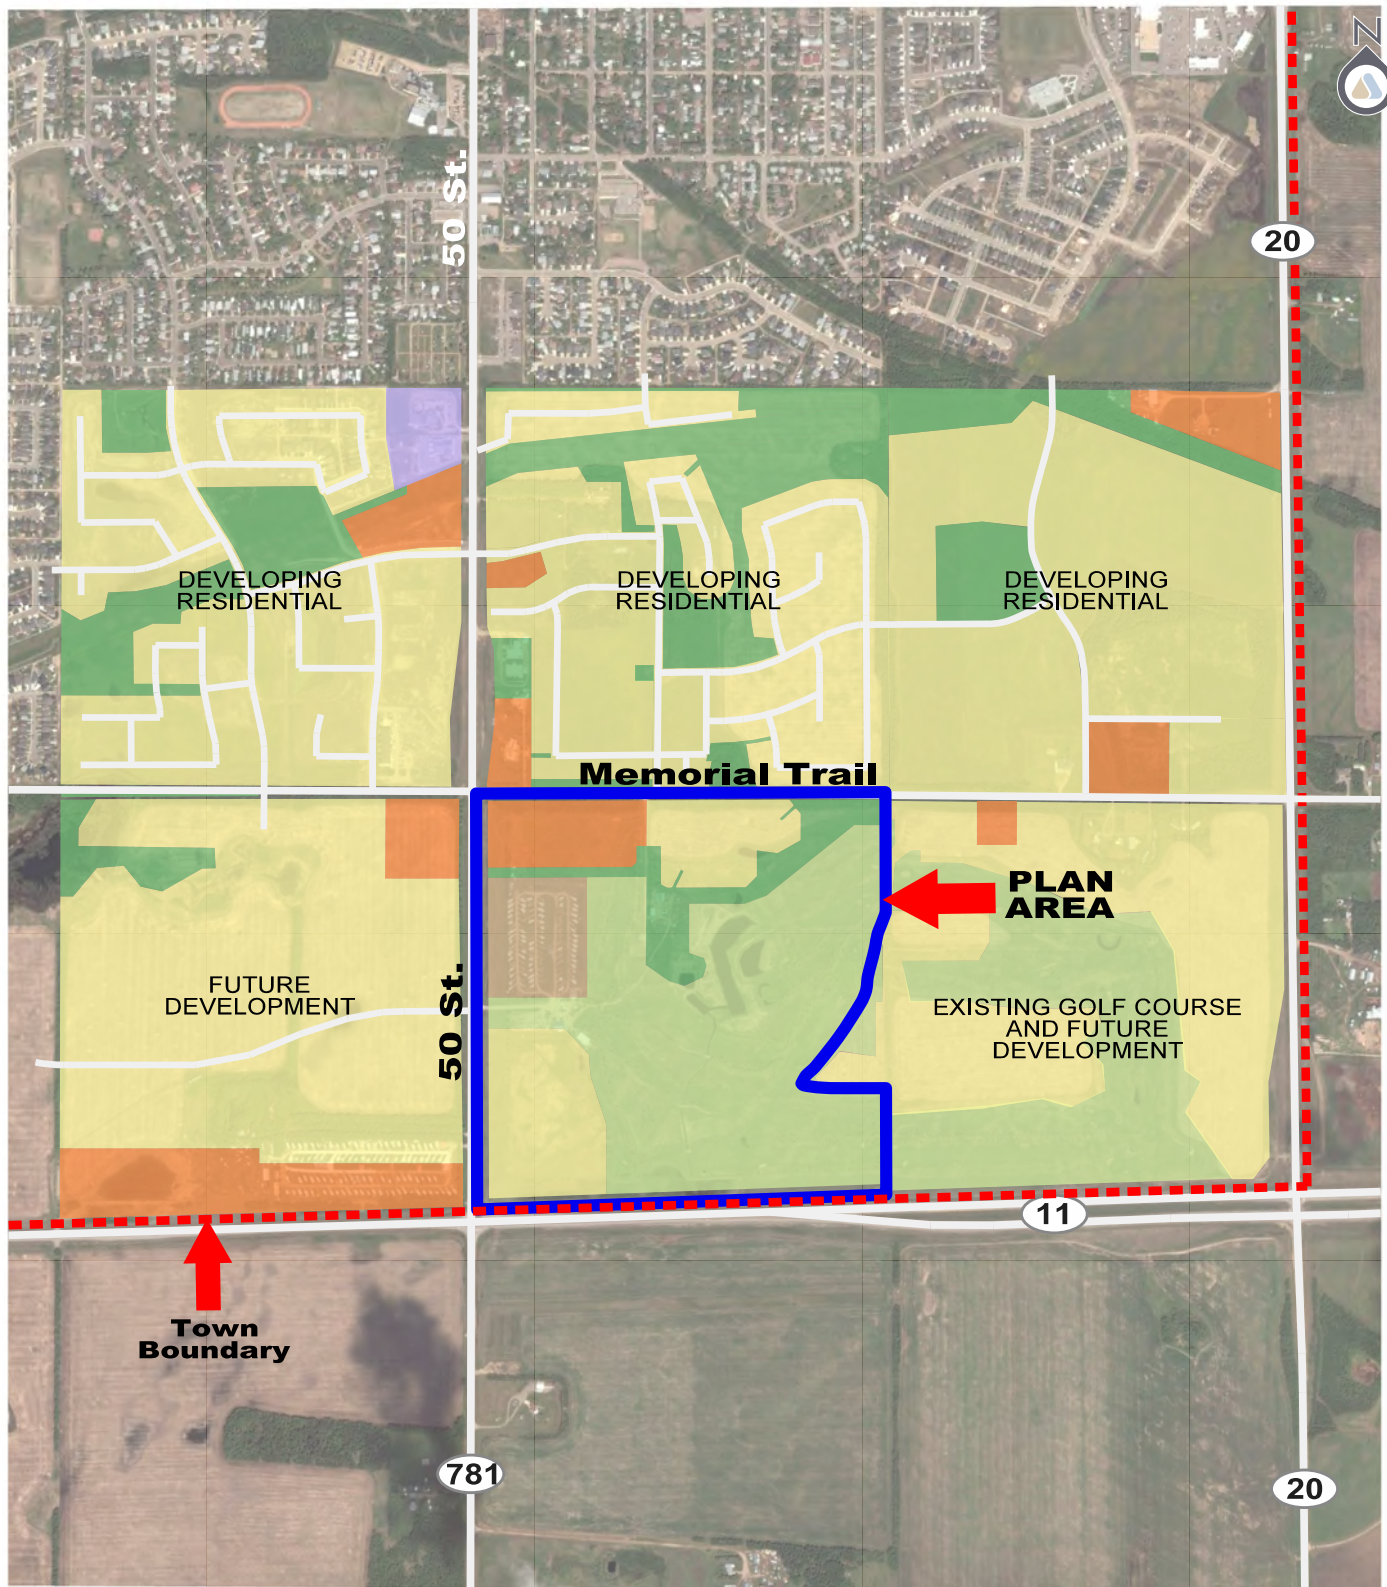 N
50 St.
20
DEVELOPING
RESIDENTIAL
DEVELOPING
RESIDENTIAL
DEVELOPING
RESIDENTIAL
Memorial Trail
PLAN
AREA
FUTURE
DEVELOPMENT
50 St.
EXISTING GOLF COURSE
AND FUTURE
DEVELOPMENT
11
Town
Boundary
781
20